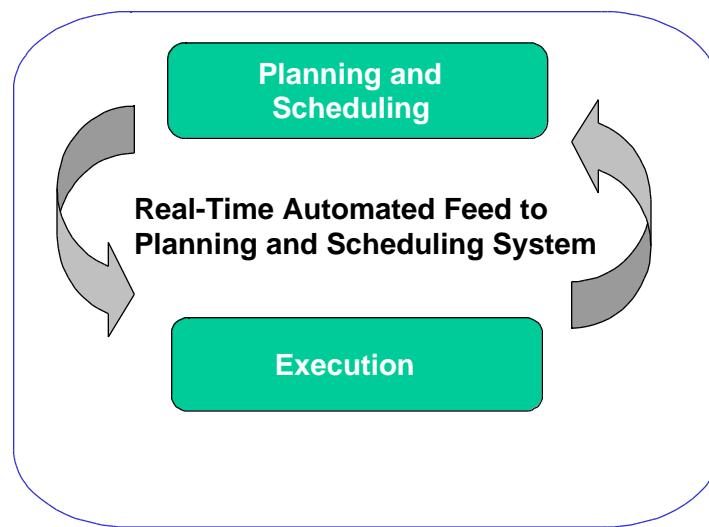 Planning and
Scheduling
Real-Time Automated Feed to
Planning and Scheduling System
Execution